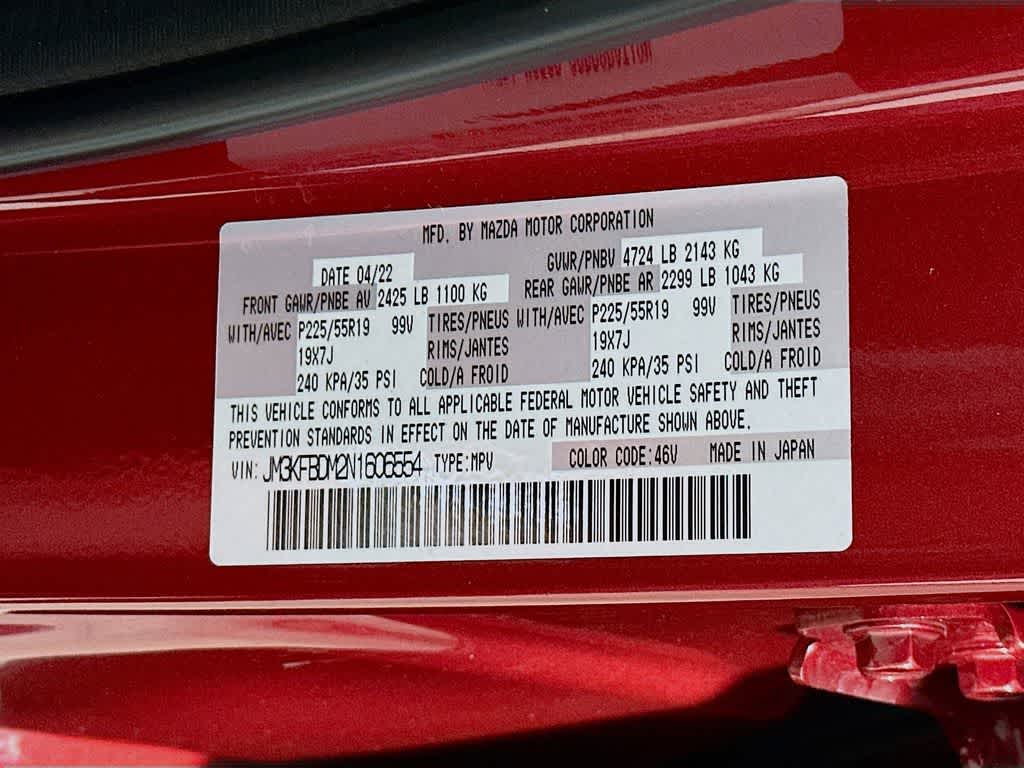 MFD. BY MAZDA MOTOR CORPORATION
DATE 04/22 GVWR/PNBV 4724 LB 2143 KG
FRONT GAWR/PNBE AV 2425 LB 1100 KG REAR GAWR/PNBE AR 2299 LB 1043 KG
WITH/AVEC P225/55R19 99V TIRES/PNEUS WITH/AVEC P225/55R19 99V TIRES/PNEUS
19X7J RIMS/JANTES 19X7J RIMS/JANTES
240 KPA/35 PSI COLD/A FROID 240 KPA/35 PSI COLD/A FROID
THIS VEHICLE CONFORMS TO ALL APPLICABLE FEDERAL MOTOR VEHICLE SAFETY AND THEFT
PREVENTION STANDARDS IN EFFECT ON THE DATE OF MANUFACTURE SHOWN ABOVE.
VIN: JM3KFBDM2N1606554 TYPE:MPV COLOR CODE:46V MADE IN JAPAN